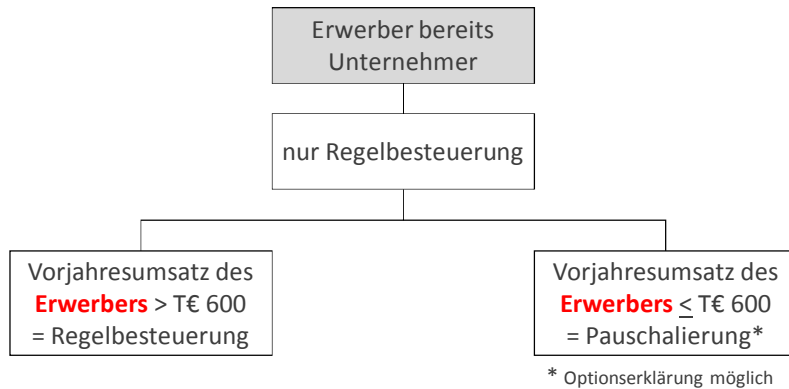 Erwerber bereits
Unternehmer
nur Regelbesteuerung
Vorjahresumsatz des
Erwerbers > T€ 600
= Regelbesteuerung
Vorjahresumsatz des
Erwerbers ≤ T€ 600
= Pauschalierung*
* Optionserklärung möglich